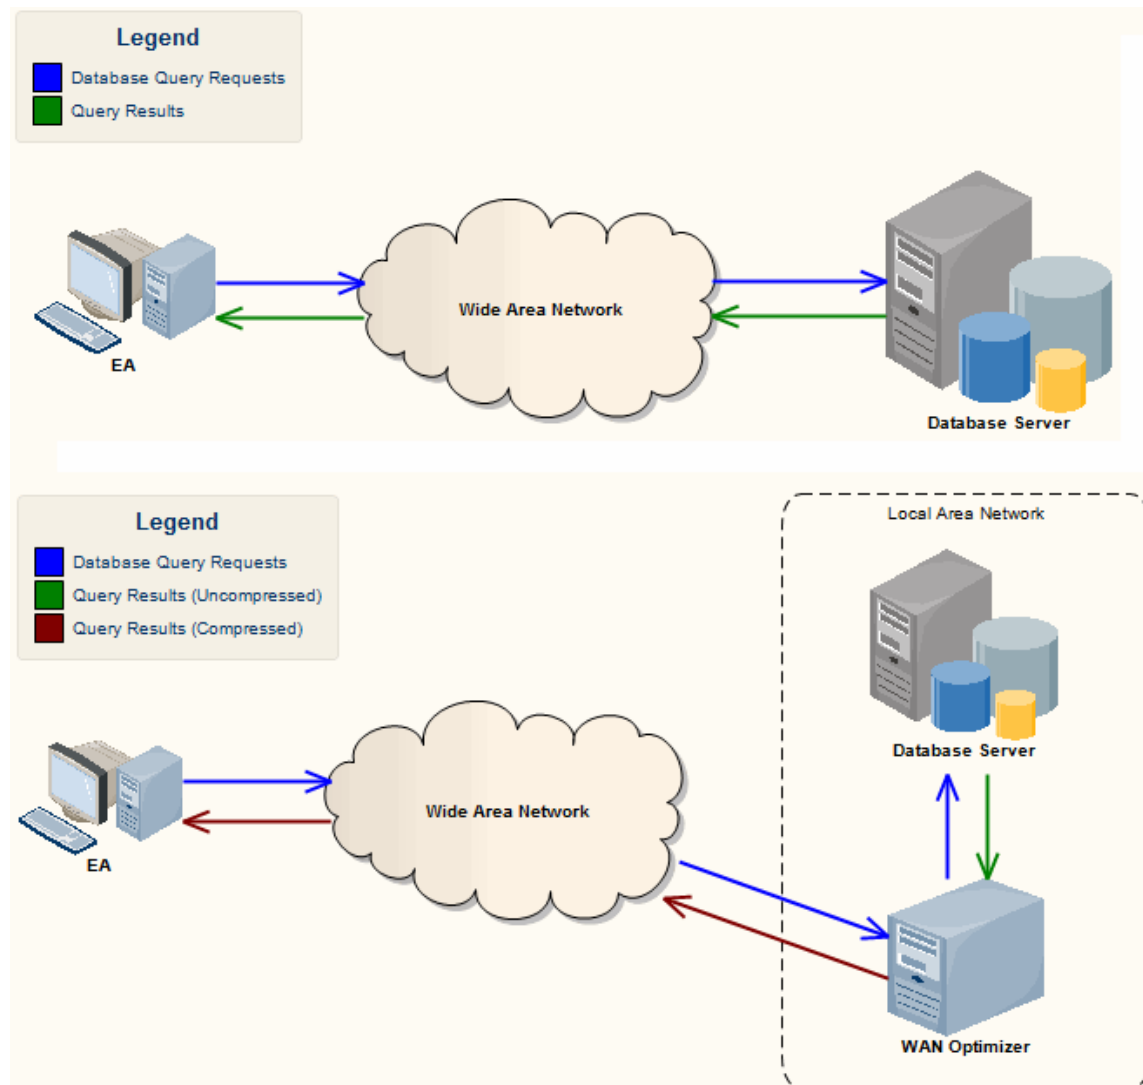 Legend
Database Query Requests
Query Results
EA
Wide Area Network
Database Server
Legend
Database Query Requests
Query Results (Uncompressed)
Query Results (Compressed)
Local Area Network
Database Server
EA
Wide Area Network
WAN Optimizer